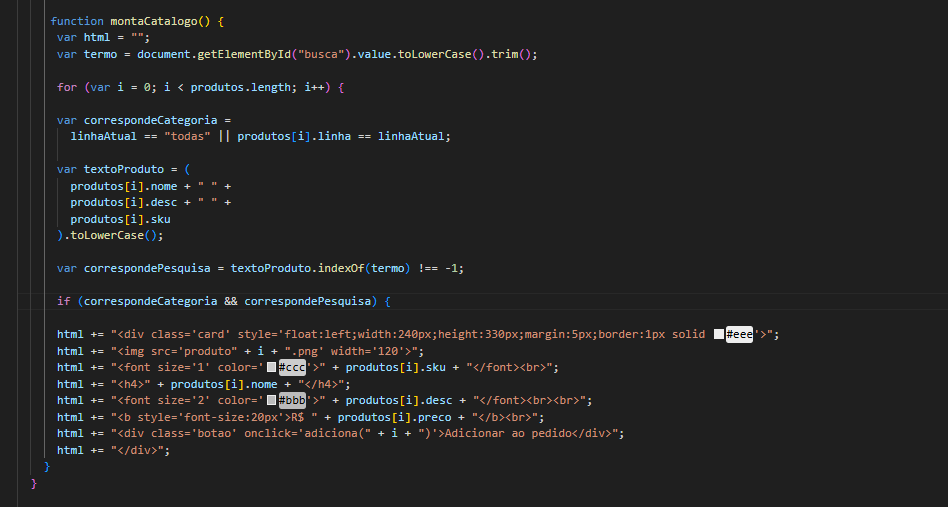 function montaCatalogo() {
var html = "";
var termo = document.getElementById("busca").value.toLowerCase().trim();
for (var i = 0; i < produtos.length; i++) {
var correspondeCategoria =
linhaAtual == "todas" || produtos[i].linha == linhaAtual;
var textoProduto = (
produtos[i].nome + " " +
produtos[i].desc + " " +
produtos[i].sku
).toLowerCase();
var correspondePesquisa = textoProduto.indexOf(termo) !== -1;
if (correspondeCategoria && correspondePesquisa) {
html += "<div class='card' style='float:left;width:240px;height:330px;margin:5px;border:1px solid #eee'>";
html += "<img src='produto" + i + ".png' width='120'>";
html += "<font size='1' color='#ccc'>" + produtos[i].sku + "</font><br>";
html += "<h4>" + produtos[i].nome + "</h4>";
html += "<font size='2' color='#bbb'>" + produtos[i].desc + "</font><br><br>";
html += "<b style='font-size:20px'>R$ " + produtos[i].preco + "</b><br>";
html += "<div class='botao' onclick='adiciona(" + i + ")'>Adicionar ao pedido</div>";
html += "</div>";
}
}